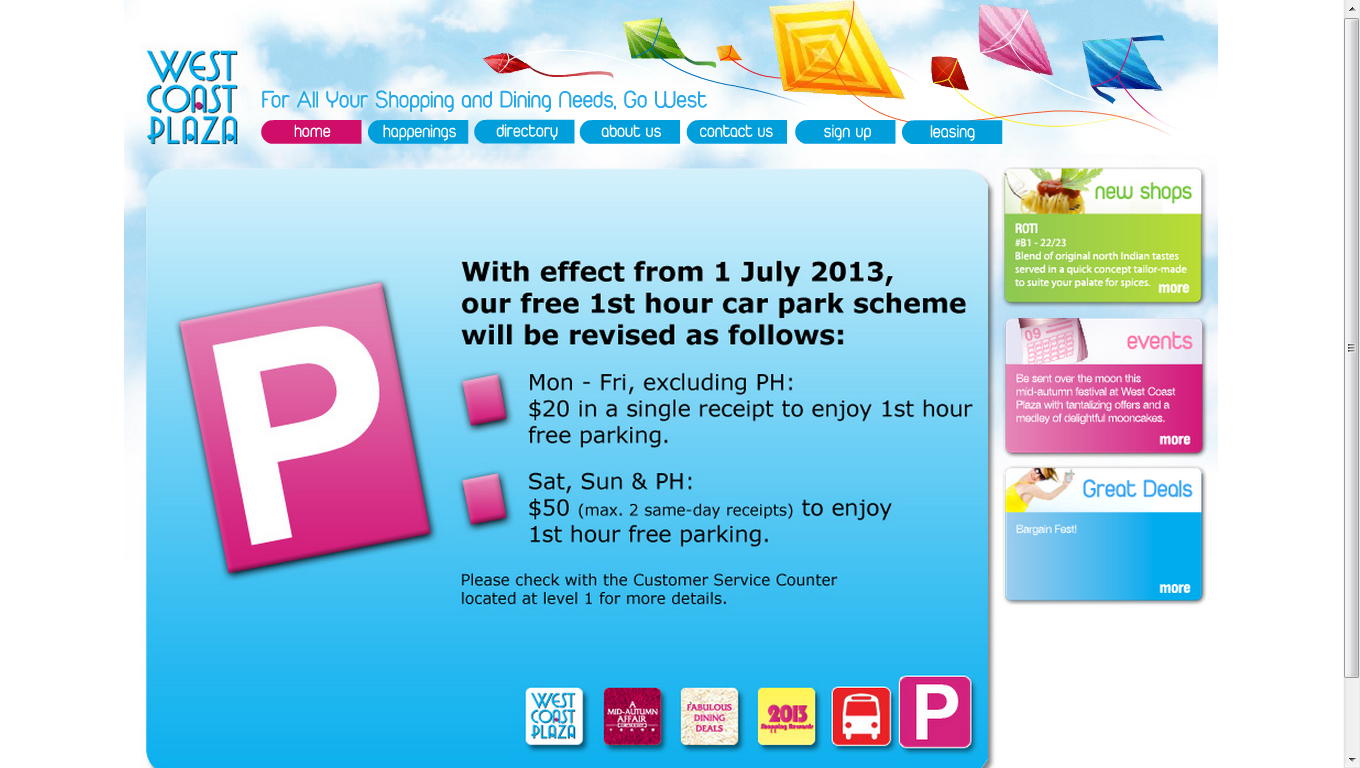 WEST
COAST
PLAZA
For All Your Shopping and Dining Needs, Go West
home
happenings
directory
about us
contact us
sign up
leasing
P
With effect from 1 July 2013,
our free 1st hour car park scheme
will be revised as follows:
Mon - Fri, excluding PH:
$20 in a single receipt to enjoy 1st hour
free parking.
Sat, Sun & PH:
$50 (max. 2 same-day receipts) to enjoy
1st hour free parking.
Please check with the Customer Service Counter
located at level 1 for more details.
new shops
ROTI
#B1 - 22/23
Blend of original north Indian tastes
served in a quick concept tailor-made
to suite your palate for spices.
more
09
events
Be sent over the moon this
mid-autumn festival at West Coast
Plaza with tantalizing offers and a
medley of delightful mooncakes.
more
Great Deals
Bargain Fest!
more
WEST
COAST
PLAZA
A
MID-AUTUMN
AFFAIR
FABULOUS
DINING
DEALS
2013
Shopping Rewards
P